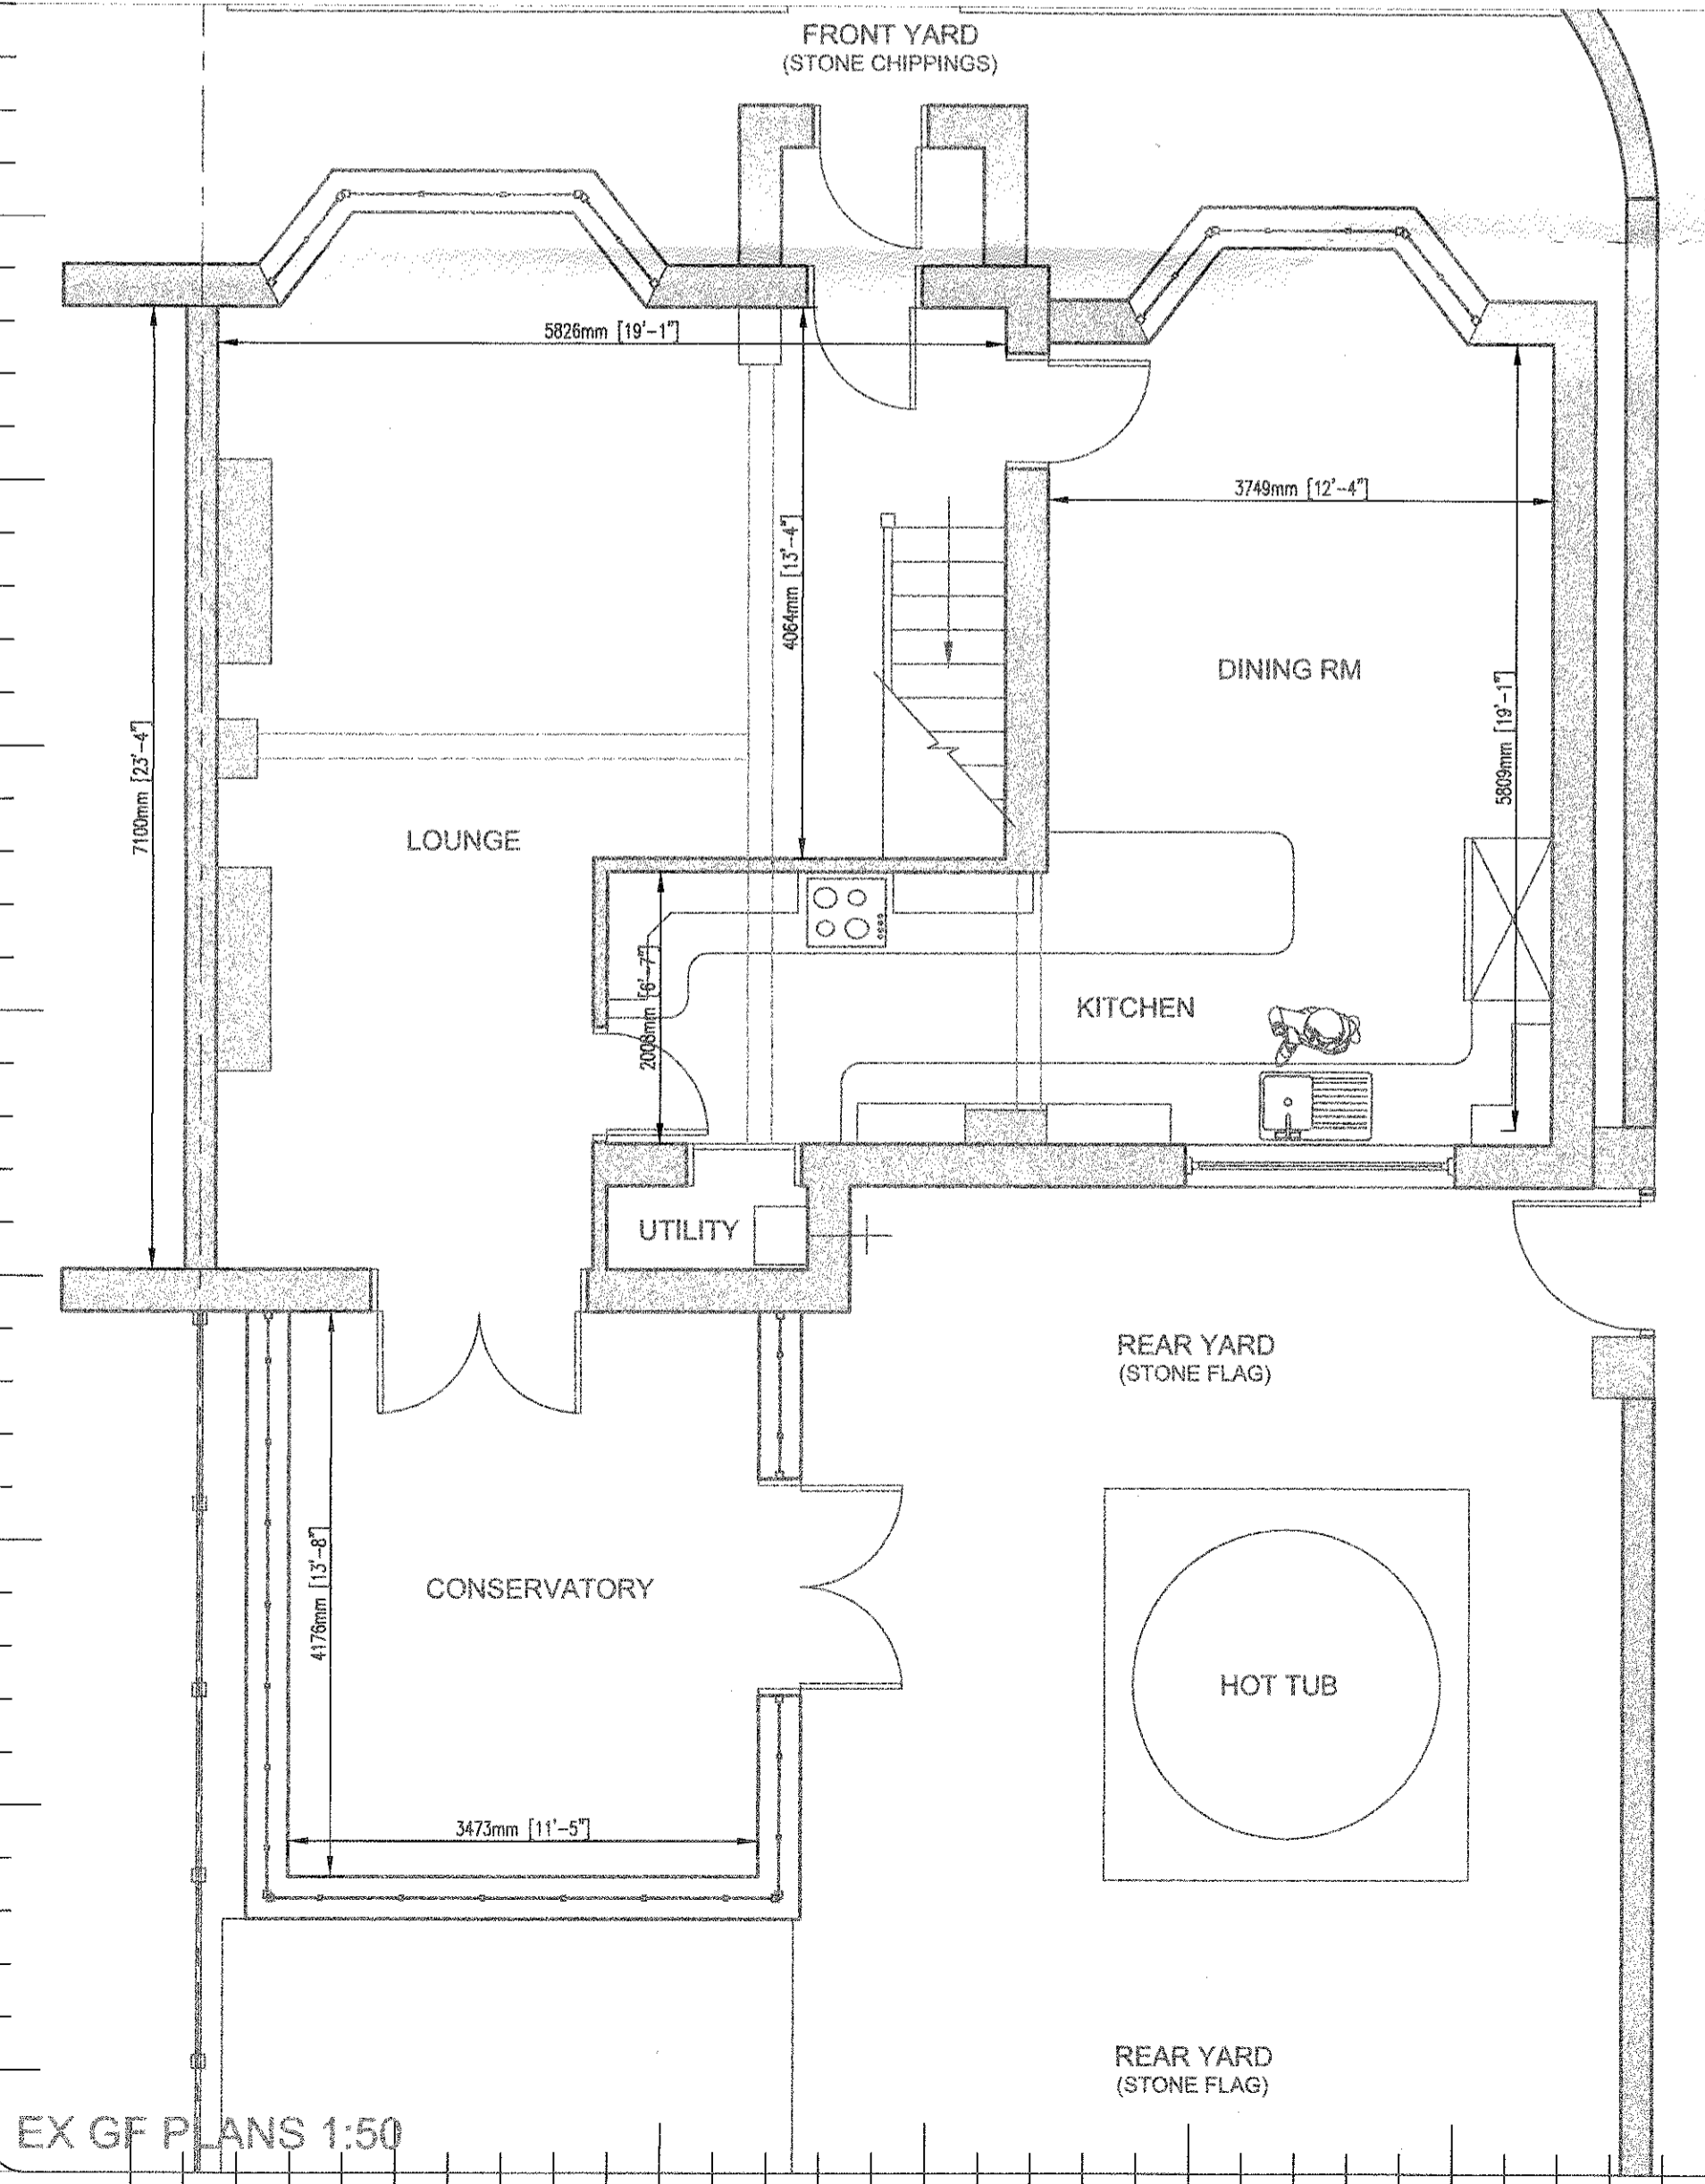 FRONT YARD
(STONE CHIPPINGS)
5826mm [19'-1"]
3749mm [12'-4"]
4064mm [13'-4"]
DINING RM
5809mm [19'-1"]
7100mm [23'-4"]
LOUNGE
2008mm [6'-7"]
KITCHEN
UTILITY
REAR YARD
(STONE FLAG)
4176mm [13'-8"]
CONSERVATORY
HOT TUB
3473mm [11'-5"]
REAR YARD
(STONE FLAG)
EX GF PLANS 1:50